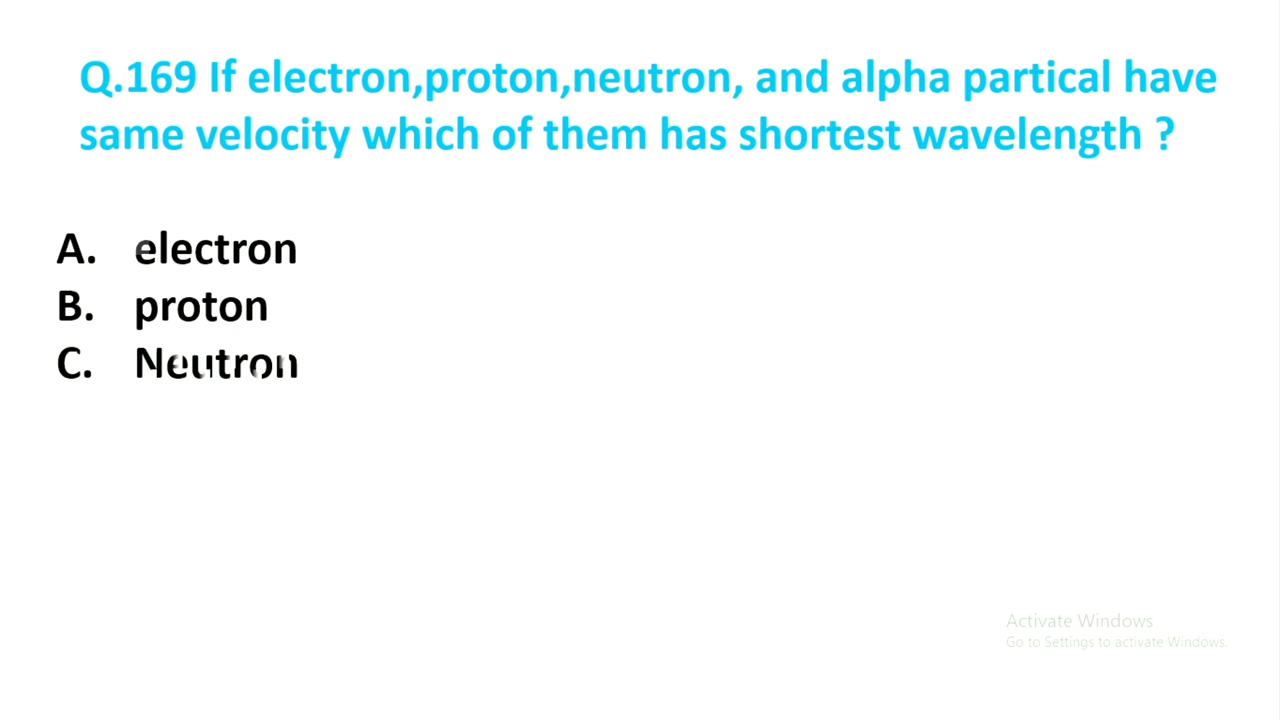 Q.169 If electron,proton,neutron, and alpha partical have
same velocity which of them has shortest wavelength ?
A. electron
B. proton
C. Neutron
Activate Windows
Go to Settings to activate Windows.